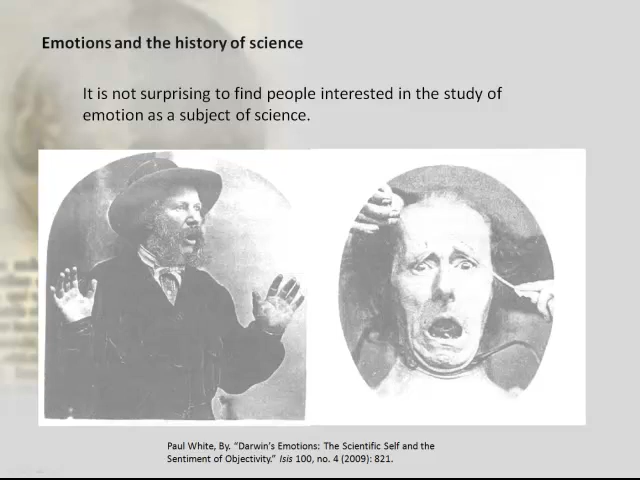 Emotions and the history of science
It is not surprising to find people interested in the study of
emotion as a subject of science.
Paul White, By. “Darwin’s Emotions: The Scientific Self and the
Sentiment of Objectivity.” Isis 100, no. 4 (2009): 821.